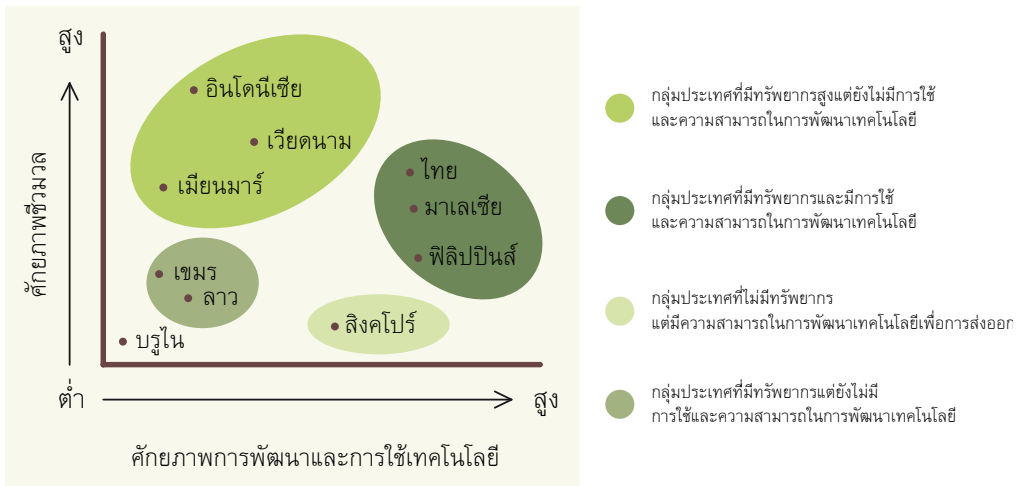 สูง
ศักยภาพชีวมวล
อินโดนีเซีย
เวียดนาม
เมียนมาร์
ไทย
มาเลเซีย
ฟิลิปปินส์
เขมร
ลาว
สิงคโปร์
บรูไน
ต่ำ
สูง
ศักยภาพการพัฒนาและการใช้เทคโนโลยี
กลุ่มประเทศที่มีทรัพยากรสูงแต่ยังไม่มีการใช้
และความสามารถในการพัฒนาเทคโนโลยี
กลุ่มประเทศที่มีทรัพยากรและมีการใช้
และความสามารถในการพัฒนาเทคโนโลยี
กลุ่มประเทศที่ไม่มีทรัพยากร
แต่มีความสามารถในการพัฒนาเทคโนโลยีเพื่อการส่งออก
กลุ่มประเทศที่มีทรัพยากรแต่ยังไม่มี
การใช้และความสามารถในการพัฒนาเทคโนโลยี